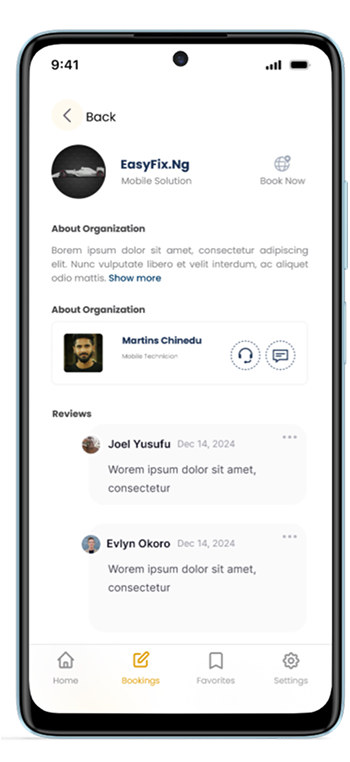 9:41
Back
EasyFix.Ng
Mobile Solution
Book Now
About Organization
Borem ipsum dolor sit amet, consectetur adipiscing
elit. Nunc vulputate libero et velit interdum, ac aliquet
odio mattis. Show more
About Organization
Martins Chinedu
Mobile Technician
Reviews
Joel Yusufu Dec 14, 2024
Worem ipsum dolor sit amet,
consectetur
Evlyn Okoro Dec 14, 2024
Worem ipsum dolor sit amet,
consectetur
Home Bookings Favorites Settings